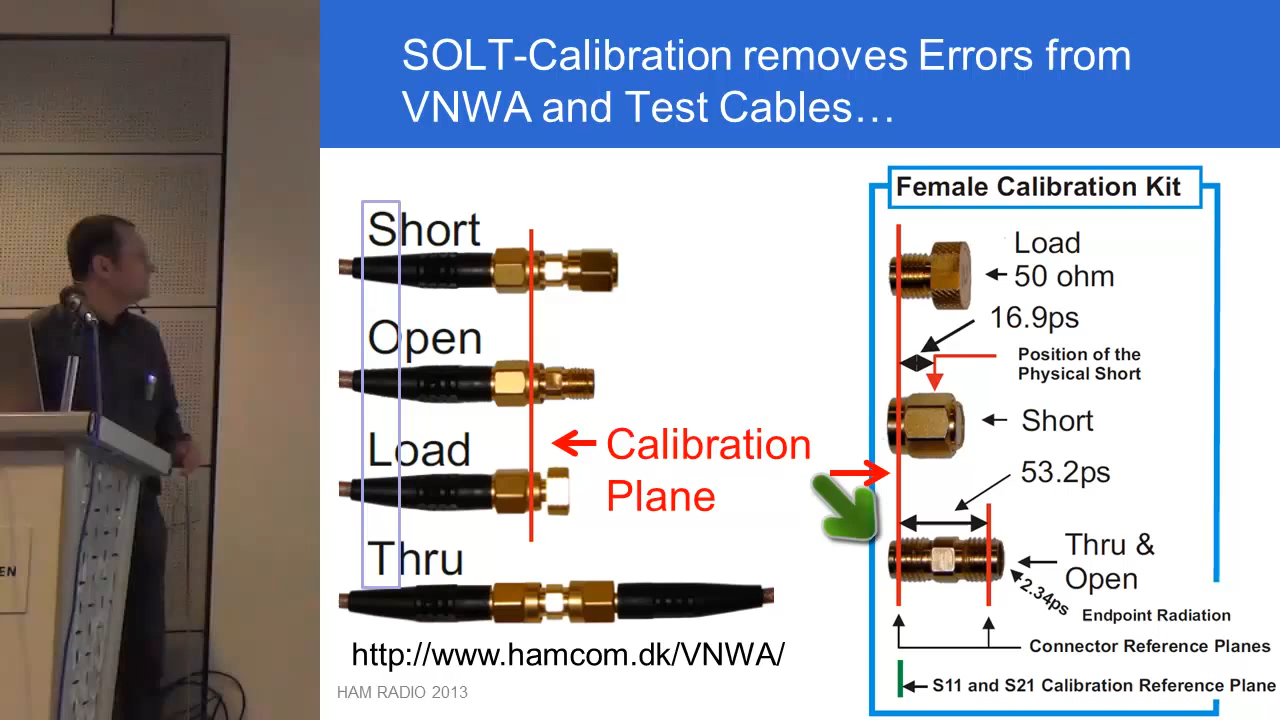 SOLT-Calibration removes Errors from
VNWA and Test Cables…
Short
Open
Load
Thru
Calibration
Plane
http://www.hamcom.dk/VNWA/
HAM RADIO 2013
Female Calibration Kit
Load
50 ohm
16.9ps
Position of the
Physical Short
Short
53.2ps
Thru &
Open
2.34ps
Endpoint Radiation
Connector Reference Planes
S11 and S21 Calibration Reference Plane
EN